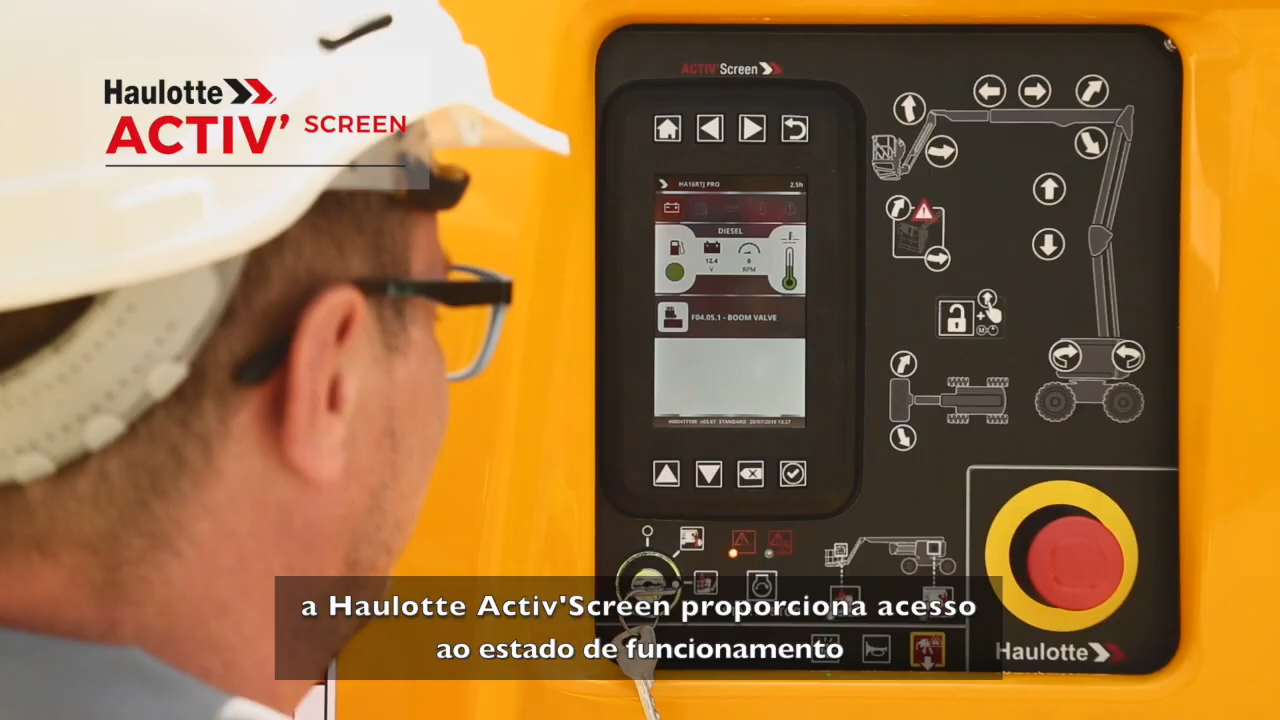 Haulotte
ACTIV' SCREEN
ACTIV'Screen
HA16RTJ PRO 2.5h
DIESEL
12.4 0
V RPM
F04.05.1 - BOOM VALVE
STANDARD
a Haulotte Activ'Screen proporciona acesso
ao estado de funcionamento
Haulotte